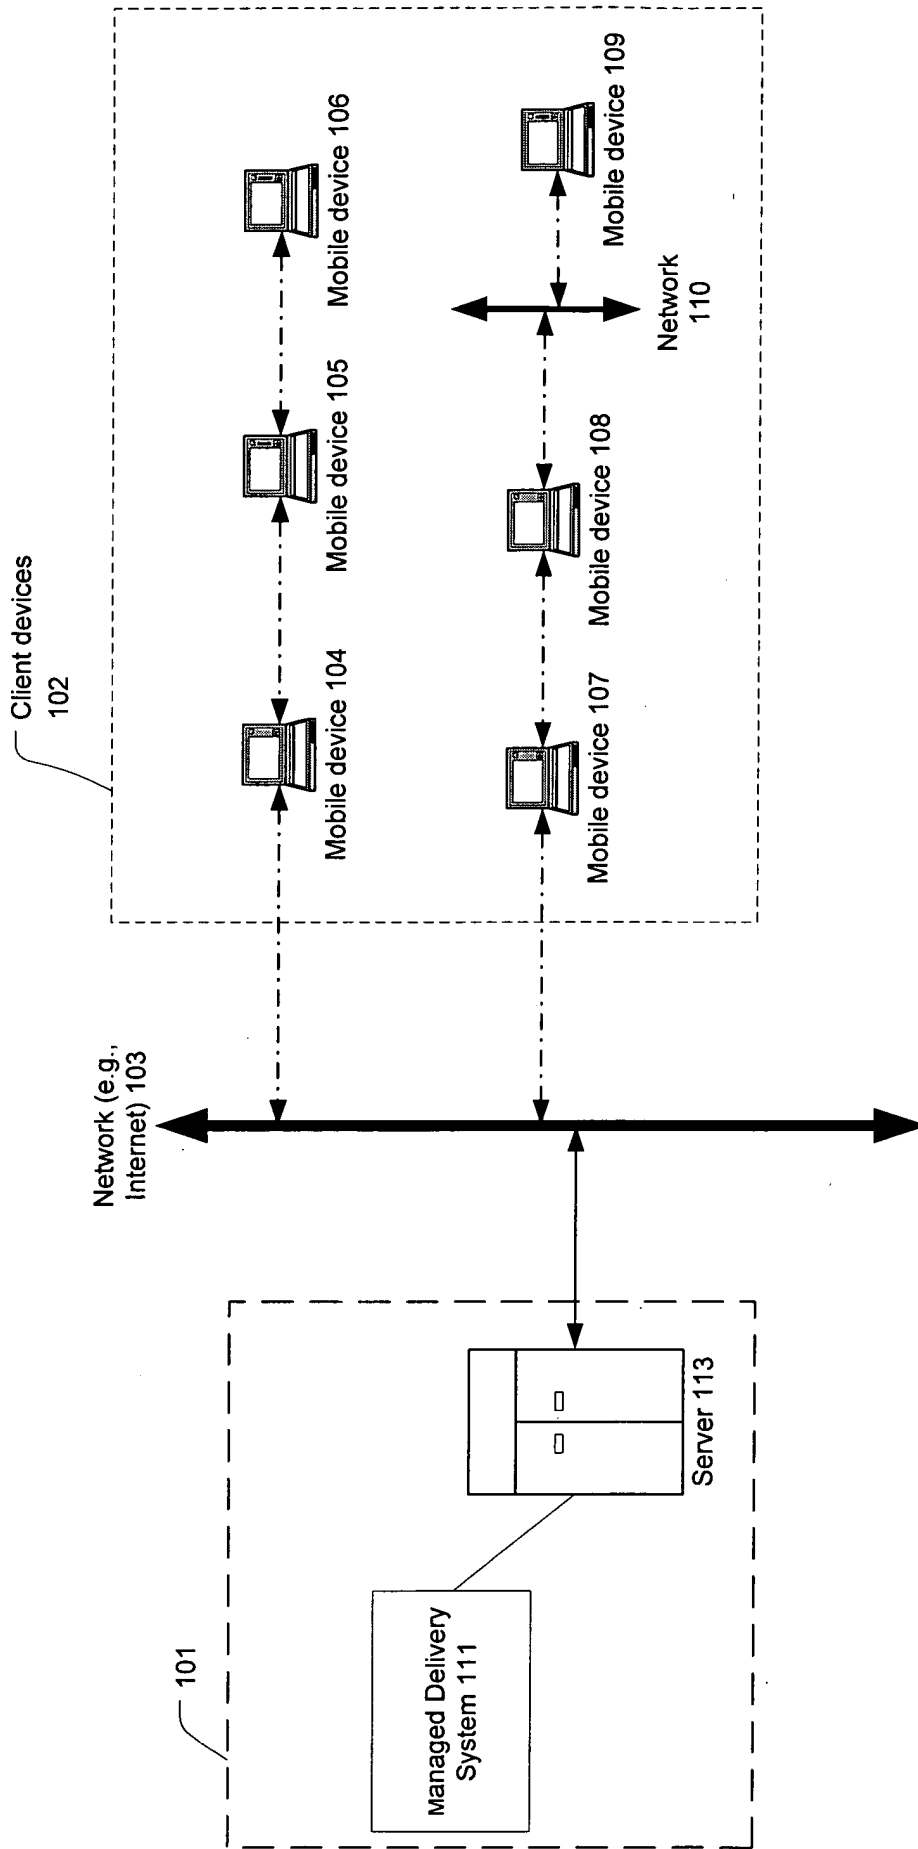 Client devices
102
Mobile device 104
Mobile device 105
Mobile device 106
Mobile device 107
Mobile device 108
Network
110
Mobile device 109
Network (e.g.,
Internet) 103
101
Managed Delivery
System 111
Server 113